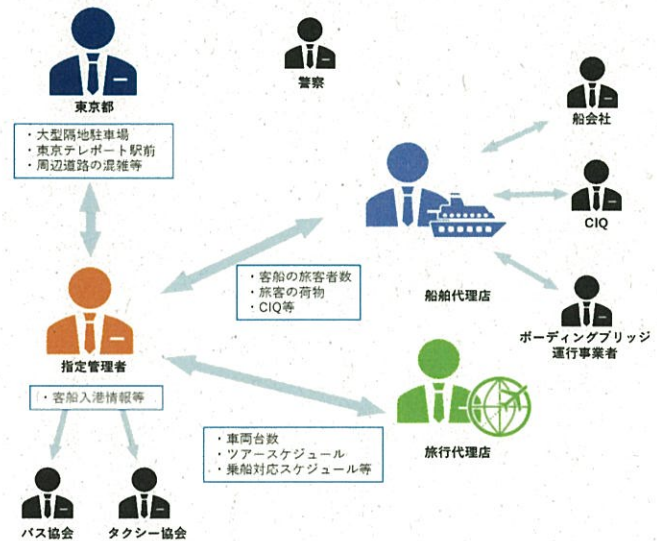 東京都
・大型隔地駐車場
・東京テレポート駅前
・周辺道路の混雑等
警察
船会社
CIQ
ボーディングブリッジ
運行事業者
船舶代理店
・客船の旅客者数
・旅客の荷物
・CIQ等
指定管理者
・客船入港情報等
・車両台数
・ツアースケジュール
・乗船対応スケジュール等
旅行代理店
バス協会
タクシー協会